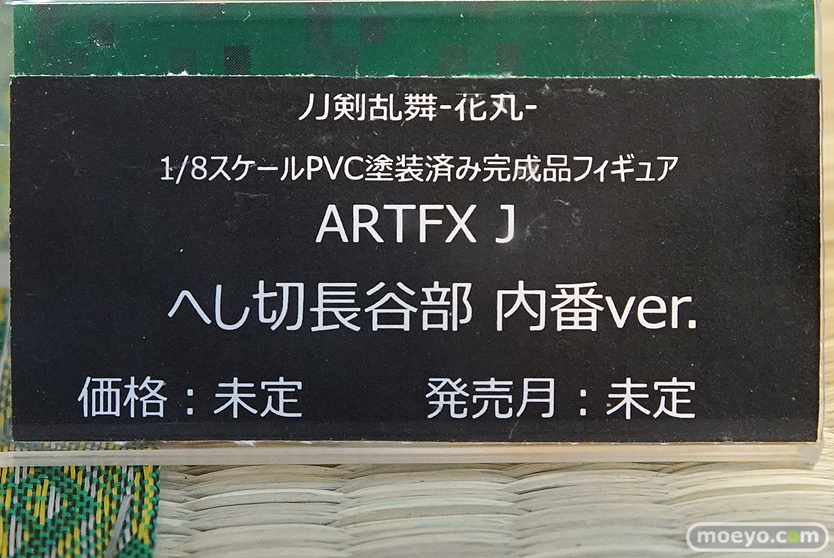 刀剣乱舞-花丸-
1/8スケールPVC塗装済み完成品フィギュア
ARTFX J
へし切長谷部 内番ver.
価格：未定 発売月：未定
moeyo.com